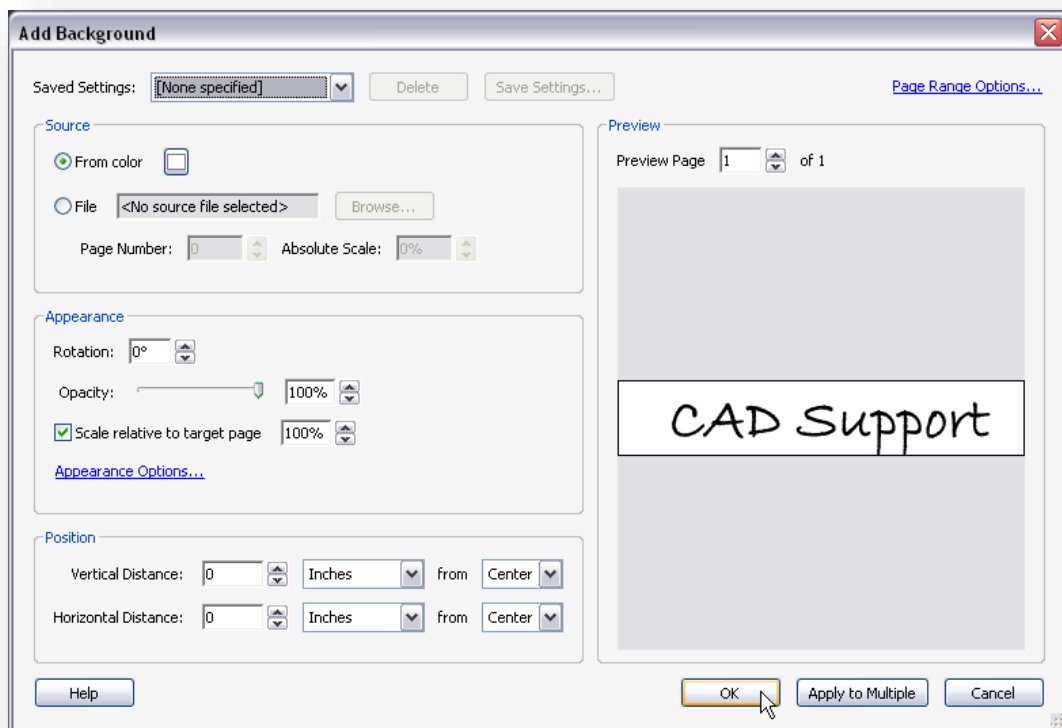 Add Background
Saved Settings: [None specified] Delete Save Settings... Page Range Options...
Source
From color
File <No source file selected> Browse...
Page Number: 0 Absolute Scale: 0%
Appearance
Rotation: 0°
Opacity: 100%
Scale relative to target page 100%
Appearance Options...
Position
Vertical Distance: 0 Inches from Center
Horizontal Distance: 0 Inches from Center
Preview
Preview Page 1 of 1
CAD Support
Help OK Apply to Multiple Cancel